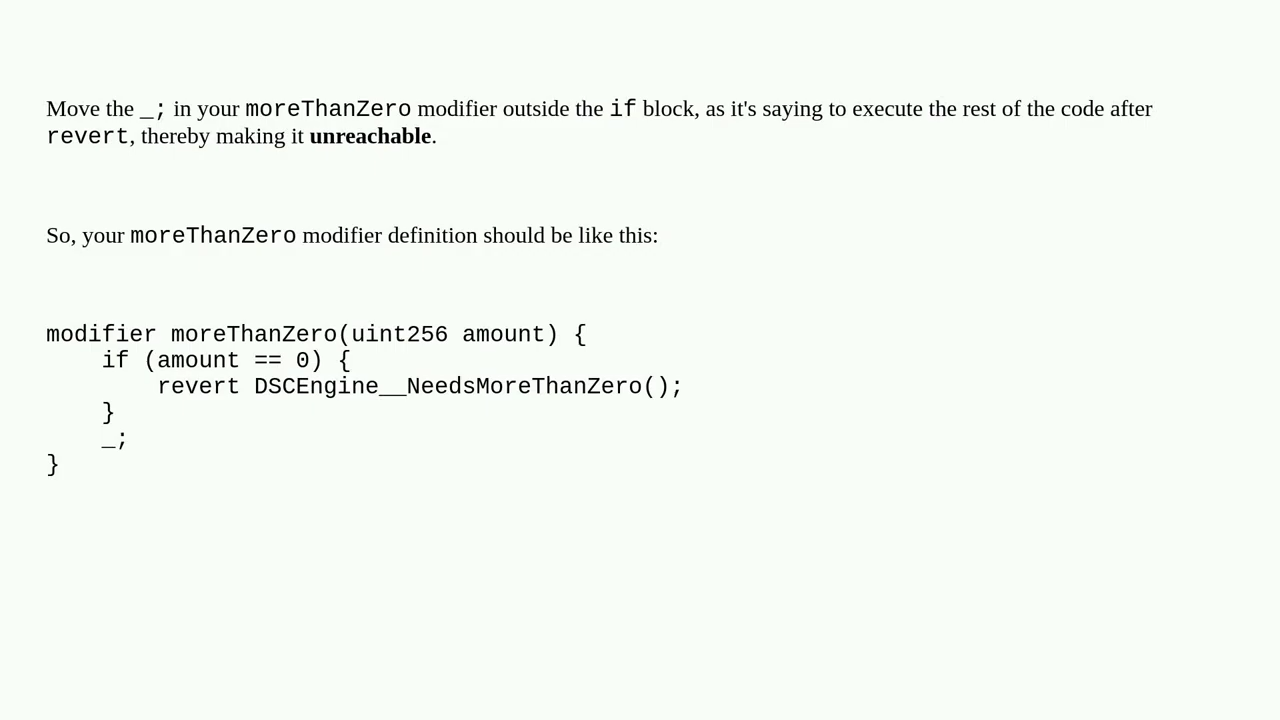 Move the _; in your moreThanZero modifier outside the if block, as it's saying to execute the rest of the code after
revert, thereby making it unreachable.
So, your moreThanZero modifier definition should be like this:
modifier moreThanZero(uint256 amount) {
    if (amount == 0) {
        revert DSCEngine__NeedsMoreThanZero();
    }
    _;
}